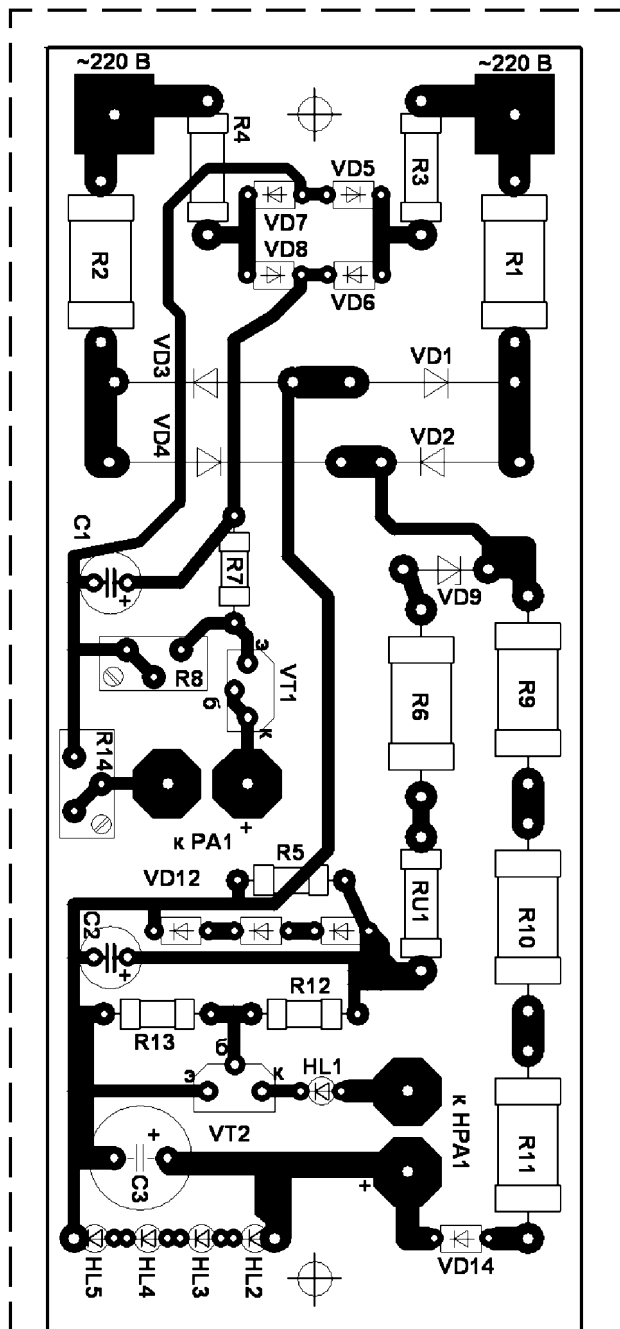 ~220 В
~220 В
R4
VD5
R3
VD7
VD8
R2
R1
VD6
VD3
VD1
VD4
VD2
C1
+
R7
VD9
з
R8
VT1
R6
R9
б
к
R14
+
к PA1
R5
VD12
RU1
R10
C2
+
R12
R13
б
HL1
з
к
VT2
к HPA1
+
C3
R11
+
HL5
HL4
HL3
HL2
VD14